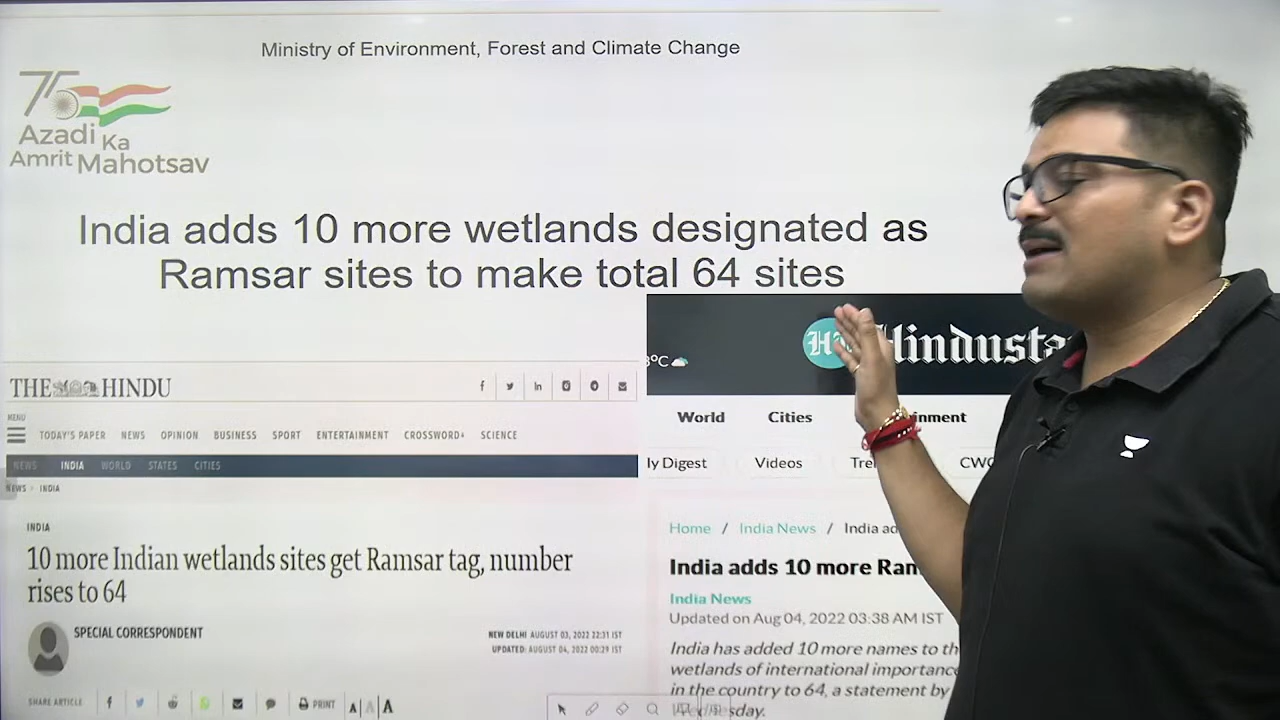 Ministry of Environment, Forest and Climate Change
75
Azadi Ka
Amrit Mahotsav
India adds 10 more wetlands designated as
Ramsar sites to make total 64 sites
THE HINDU
MENU
TODAY'S PAPER NEWS OPINION BUSINESS SPORT ENTERTAINMENT CROSSWORD+ SCIENCE
NEWS INDIA WORLD STATES CITIES
NEWS > INDIA
INDIA
10 more Indian wetlands sites get Ramsar tag, number
rises to 64
SPECIAL CORRESPONDENT
NEW DELHI AUGUST 03, 2022 22:31 IST
UPDATED: AUGUST 04, 2022 00:29 IST
SHARE ARTICLE PRINT A A A
Hindusta
World Cities
ly Digest Videos CWC
Home / India News / India ad
India adds 10 more Ram
India News
Updated on Aug 04, 2022 03:38 AM IST
India has added 10 more names to th
wetlands of international importance
in the country to 64, a statement by